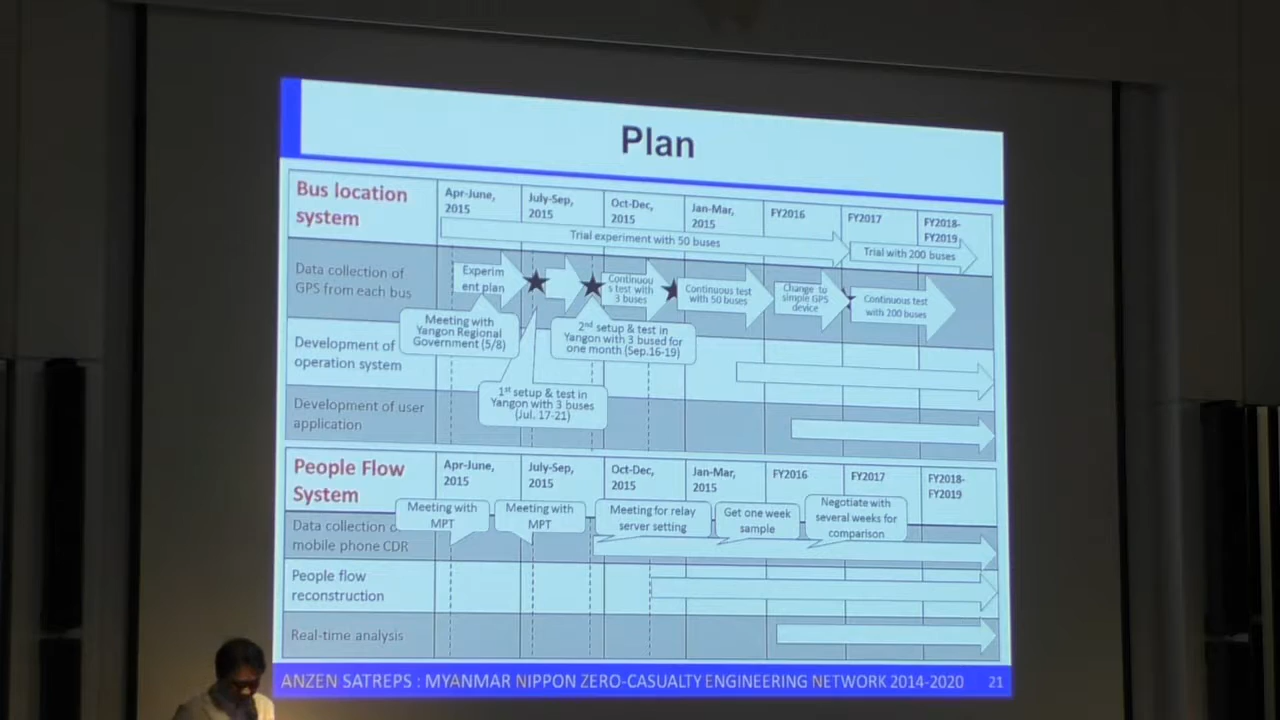 Plan
Bus location
system
Apr-June,
2015
July-Sep,
2015
Oct-Dec,
2015
Jan-Mar,
2015
FY2016
FY2017
FY2018-
FY2019
Trial experiment with 50 buses
Trial with 200 buses
Data collection of
GPS from each bus
Experim
ent plan
Continuou
s test with
3 buses
Continuous test
with 50 buses
Change to
simple GPS
device
Continuous test
with 200 buses
Meeting with
Yangon Regional
Government (5/8)
2nd setup & test in
Yangon with 3 bused for
one month (Sep.16-19)
Development of
operation system
1st setup & test in
Yangon with 3 buses
(Jul. 17-21)
Development of user
application
People Flow
System
Apr-June,
2015
July-Sep,
2015
Oct-Dec,
2015
Jan-Mar,
2015
FY2016
FY2017
FY2018-
FY2019
Data collection o
mobile phone CDR
Meeting with
MPT
Meeting with
MPT
Meeting for relay
server setting
Get one week
sample
Negotiate with
several weeks for
comparison
People flow
reconstruction
Real-time analysis
ANZEN SATREPS : MYANMAR NIPPON ZERO-CASUALTY ENGINEERING NETWORK 2014-2020
21